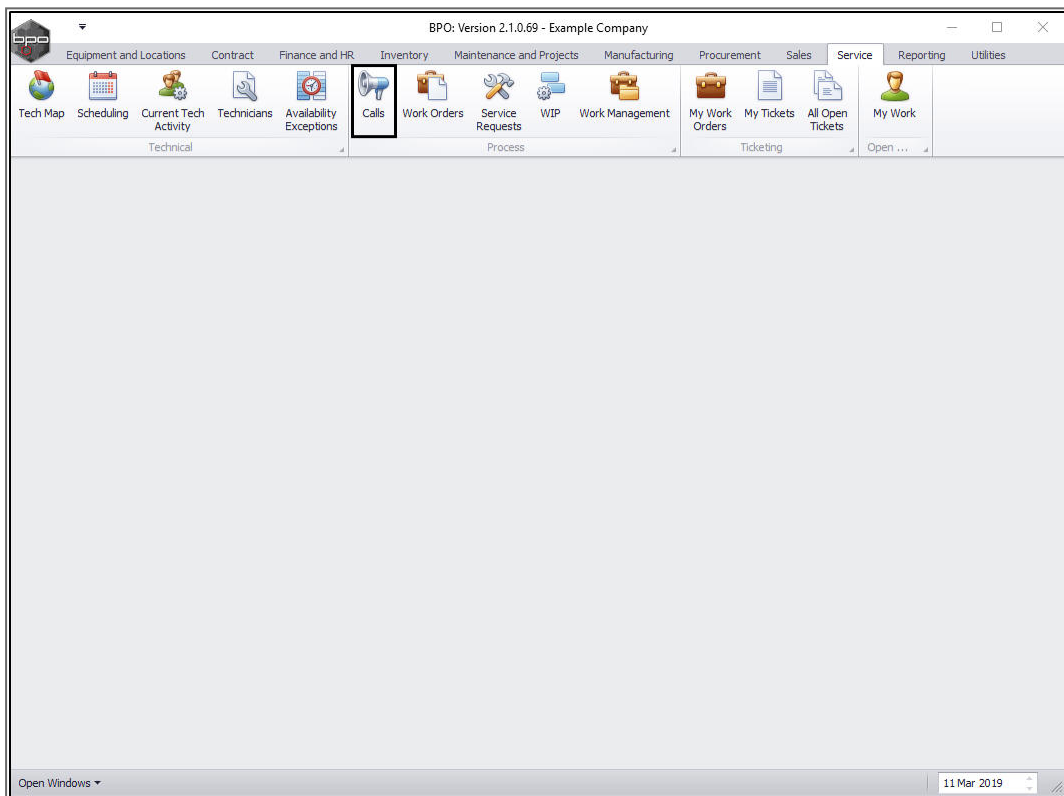 BPO: Version 2.1.0.69 - Example Company
bpo
Equipment and Locations Contract Finance and HR Inventory Maintenance and Projects Manufacturing Procurement Sales Service Reporting Utilities
Tech Map Scheduling Current Tech Technicians Availability Calls Work Orders Service WIP Work Management My Work My Tickets All Open My Work
Activity Exceptions Requests Orders Tickets
Technical Process Ticketing Open ...
Open Windows 11 Mar 2019